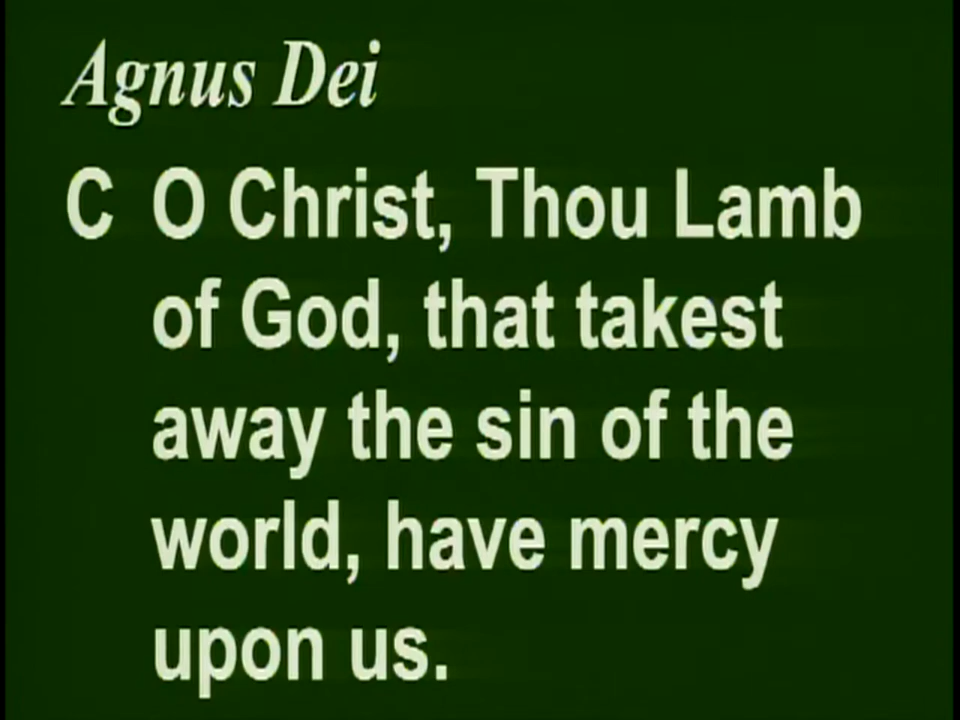 Agnus Dei
C O Christ, Thou Lamb
of God, that takest
away the sin of the
world, have mercy
upon us.